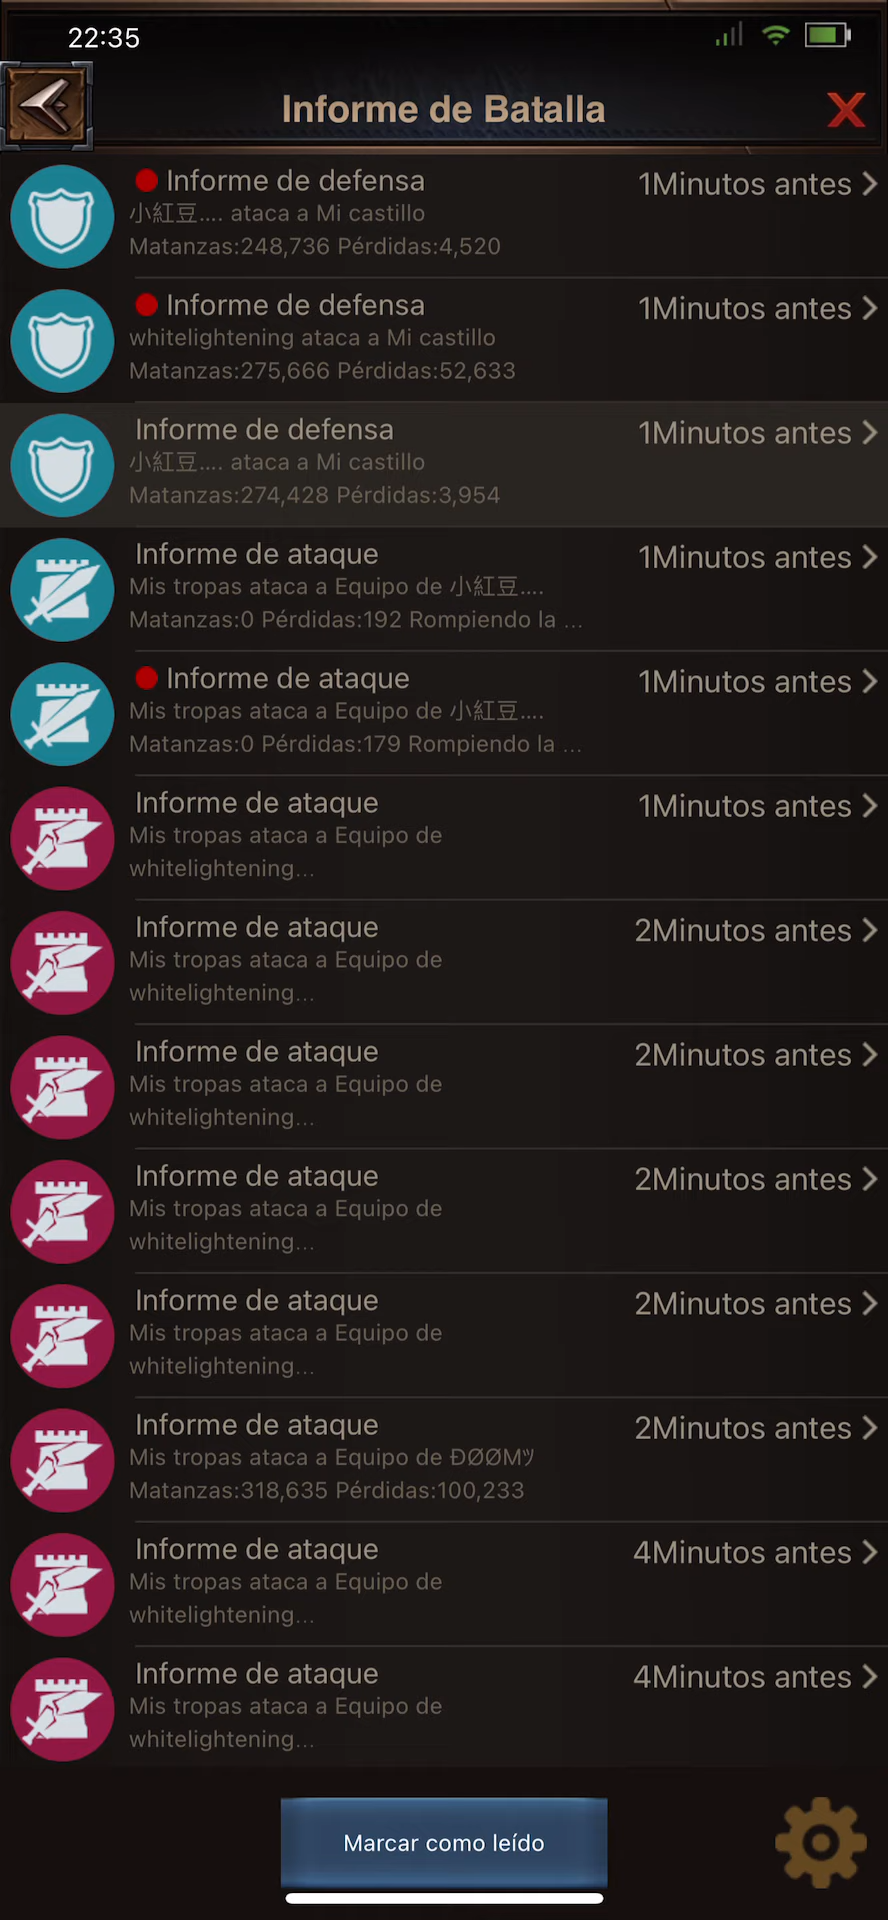 22:35
Informe de Batalla
Informe de defensa
1Minutos antes
小紅豆.... ataca a Mi castillo
Matanzas:248,736 Pérdidas:4,520
Informe de defensa
1Minutos antes
whitelightening ataca a Mi castillo
Matanzas:275,666 Pérdidas:52,633
Informe de defensa
1Minutos antes
小紅豆.... ataca a Mi castillo
Matanzas:274,428 Pérdidas:3,954
Informe de ataque
1Minutos antes
Mis tropas ataca a Equipo de 小紅豆....
Matanzas:0 Pérdidas:192 Rompiendo la ...
Informe de ataque
1Minutos antes
Mis tropas ataca a Equipo de 小紅豆....
Matanzas:0 Pérdidas:179 Rompiendo la ...
Informe de ataque
1Minutos antes
Mis tropas ataca a Equipo de
whitelightening...
Informe de ataque
2Minutos antes
Mis tropas ataca a Equipo de
whitelightening...
Informe de ataque
2Minutos antes
Mis tropas ataca a Equipo de
whitelightening...
Informe de ataque
2Minutos antes
Mis tropas ataca a Equipo de
whitelightening...
Informe de ataque
2Minutos antes
Mis tropas ataca a Equipo de
whitelightening...
Informe de ataque
2Minutos antes
Mis tropas ataca a Equipo de ÐØØMツ
Matanzas:318,635 Pérdidas:100,233
Informe de ataque
4Minutos antes
Mis tropas ataca a Equipo de
whitelightening...
Informe de ataque
4Minutos antes
Mis tropas ataca a Equipo de
whitelightening...
Marcar como leído